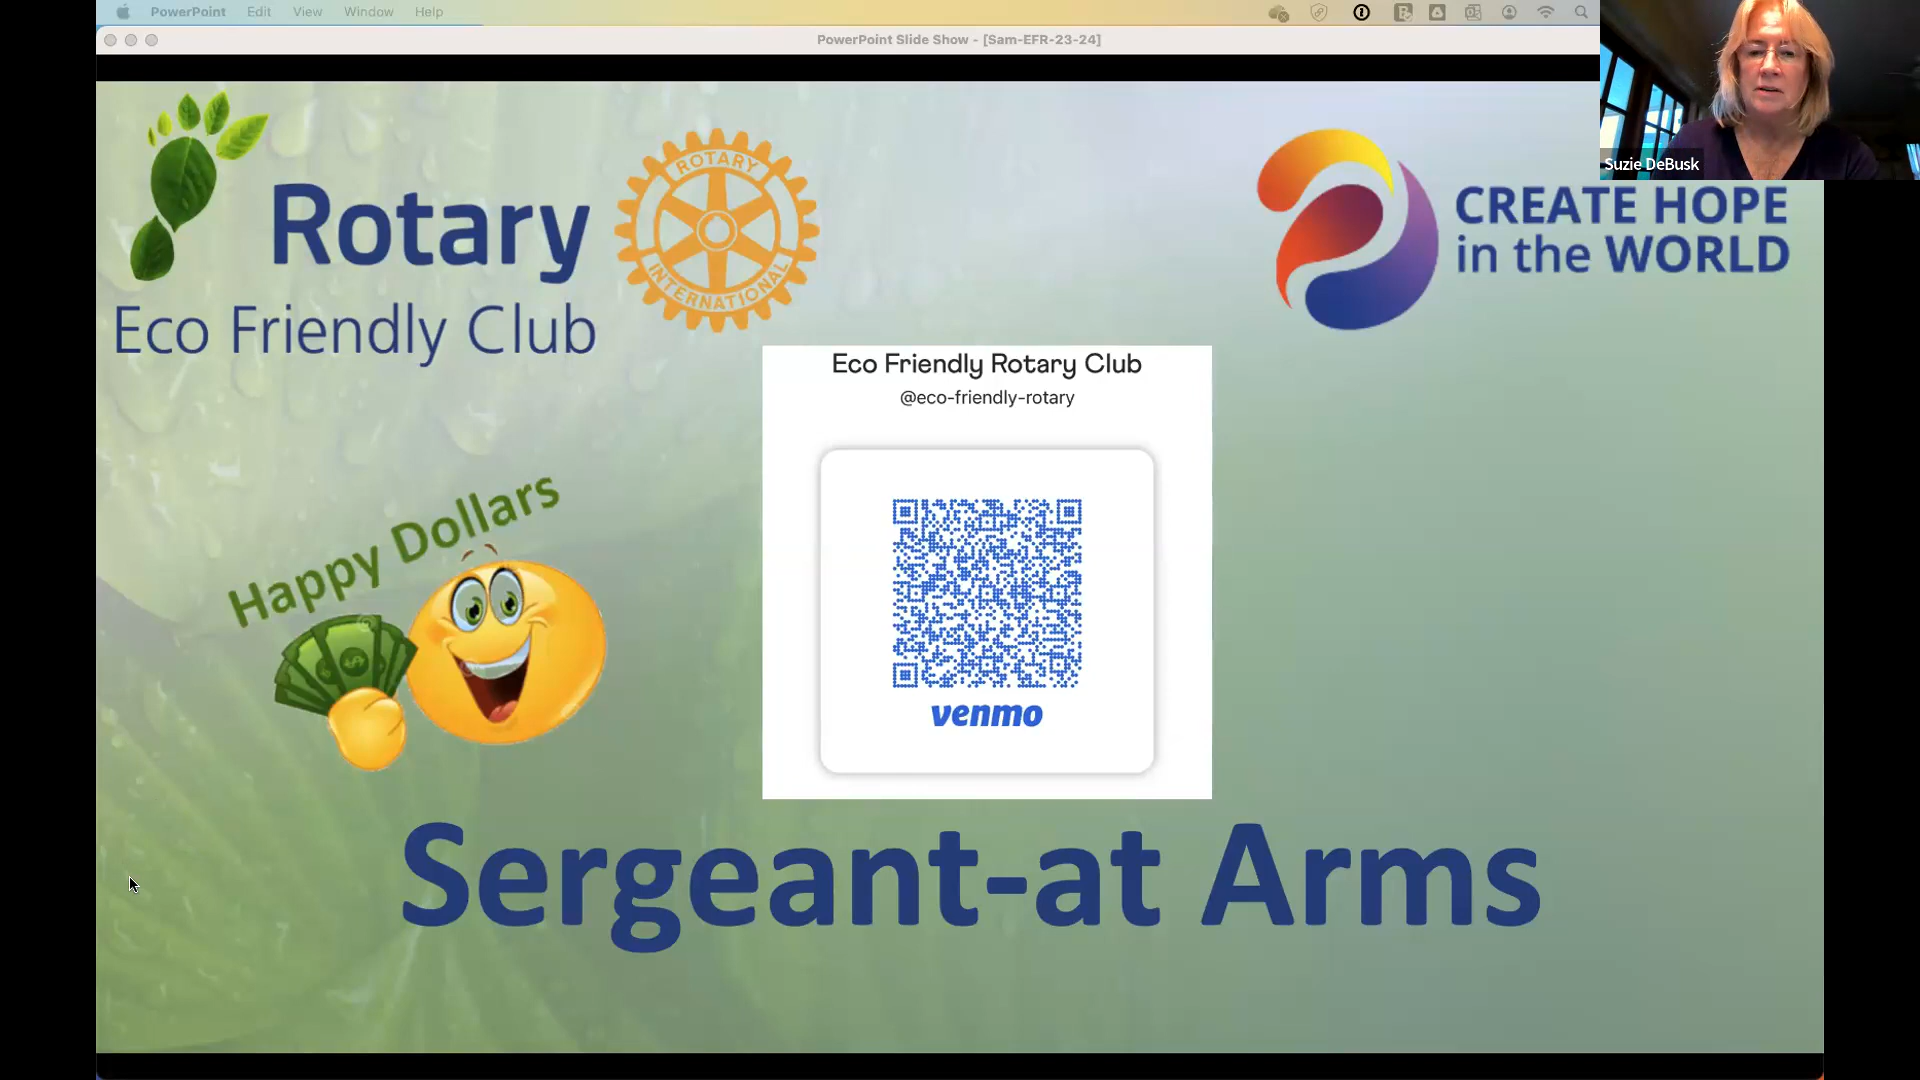 PowerPoint Edit View Window Help
PowerPoint Slide Show - [Sam-EFR-23-24]
Suzie DeBusk
Rotary
Eco Friendly Club
ROTARY
INTERNATIONAL
CREATE HOPE
in the WORLD
Eco Friendly Rotary Club
@eco-friendly-rotary
venmo
Happy Dollars
Sergeant-at Arms